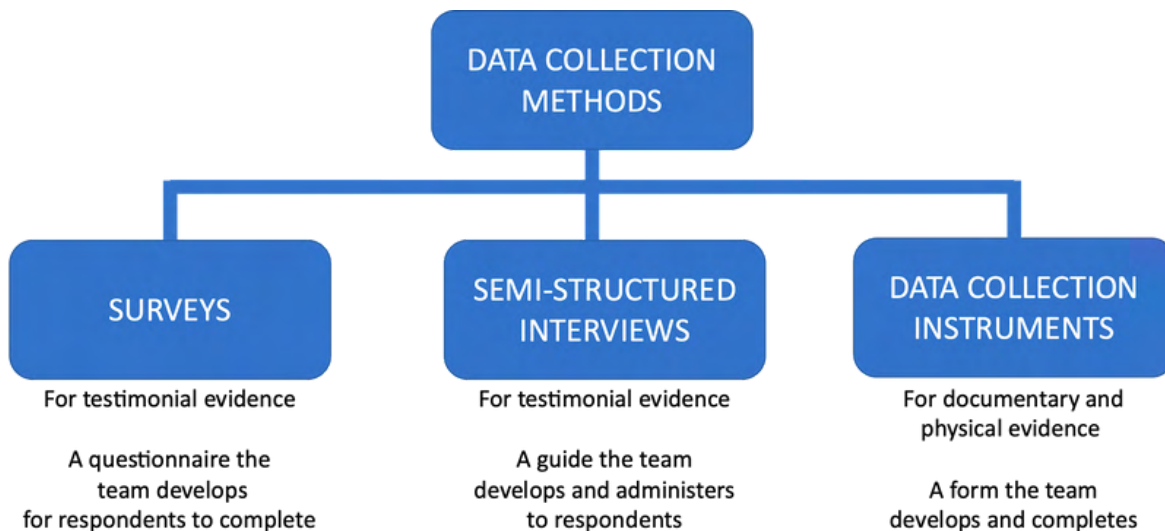 DATA COLLECTION
METHODS
SURVEYS
For testimonial evidence
A questionnaire the
team develops
for respondents to complete
SEMI-STRUCTURED
INTERVIEWS
For testimonial evidence
A guide the team
develops and administers
to respondents
DATA COLLECTION
INSTRUMENTS
For documentary and
physical evidence
A form the team
develops and completes